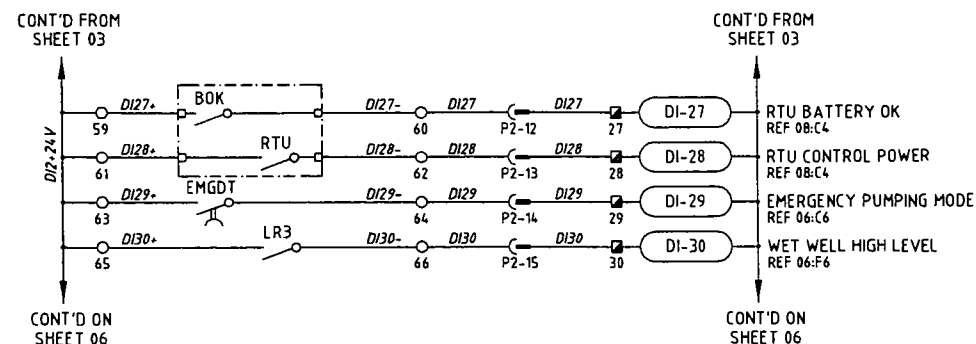 CONT'D FROM
SHEET 03
CONT'D FROM
SHEET 03
DI2+24V
59 DI27+ BOK DI27- 60 DI27 P2-12 DI27 27 DI-27 RTU BATTERY OK
REF 08:C4
61 DI28+ RTU DI28- 62 DI28 P2-13 DI28 28 DI-28 RTU CONTROL POWER
REF 08:C4
63 DI29+ EMGDT DI29- 64 DI29 P2-14 DI29 29 DI-29 EMERGENCY PUMPING MODE
REF 06:C6
65 DI30+ LR3 DI30- 66 DI30 P2-15 DI30 30 DI-30 WET WELL HIGH LEVEL
REF 06:F6
CONT'D ON
SHEET 06
CONT'D ON
SHEET 06